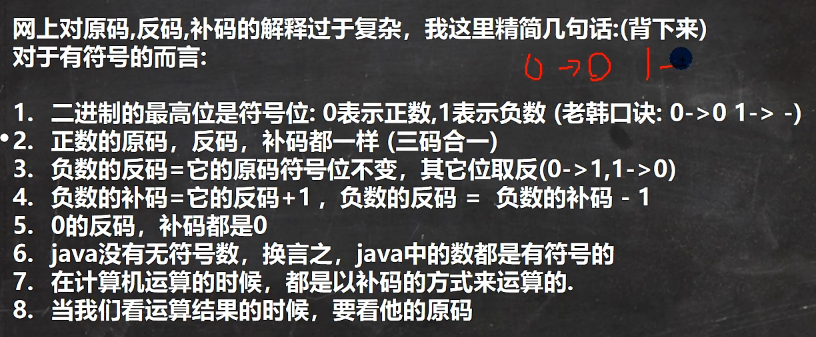 网上对原码,反码,补码的解释过于复杂，我这里精简几句话:(背下来)
对于有符号的而言:
0 → 0 1 -
1. 二进制的最高位是符号位: 0表示正数,1表示负数 (老韩口诀: 0->0 1-> -)
2. 正数的原码，反码，补码都一样 (三码合一)
3. 负数的反码=它的原码符号位不变，其它位取反(0->1,1->0)
4. 负数的补码=它的反码+1 ，负数的反码 = 负数的补码 - 1
5. 0的反码，补码都是0
6. java没有无符号数，换言之，java中的数都是有符号的
7. 在计算机运算的时候，都是以补码的方式来运算的.
8. 当我们看运算结果的时候，要看他的原码